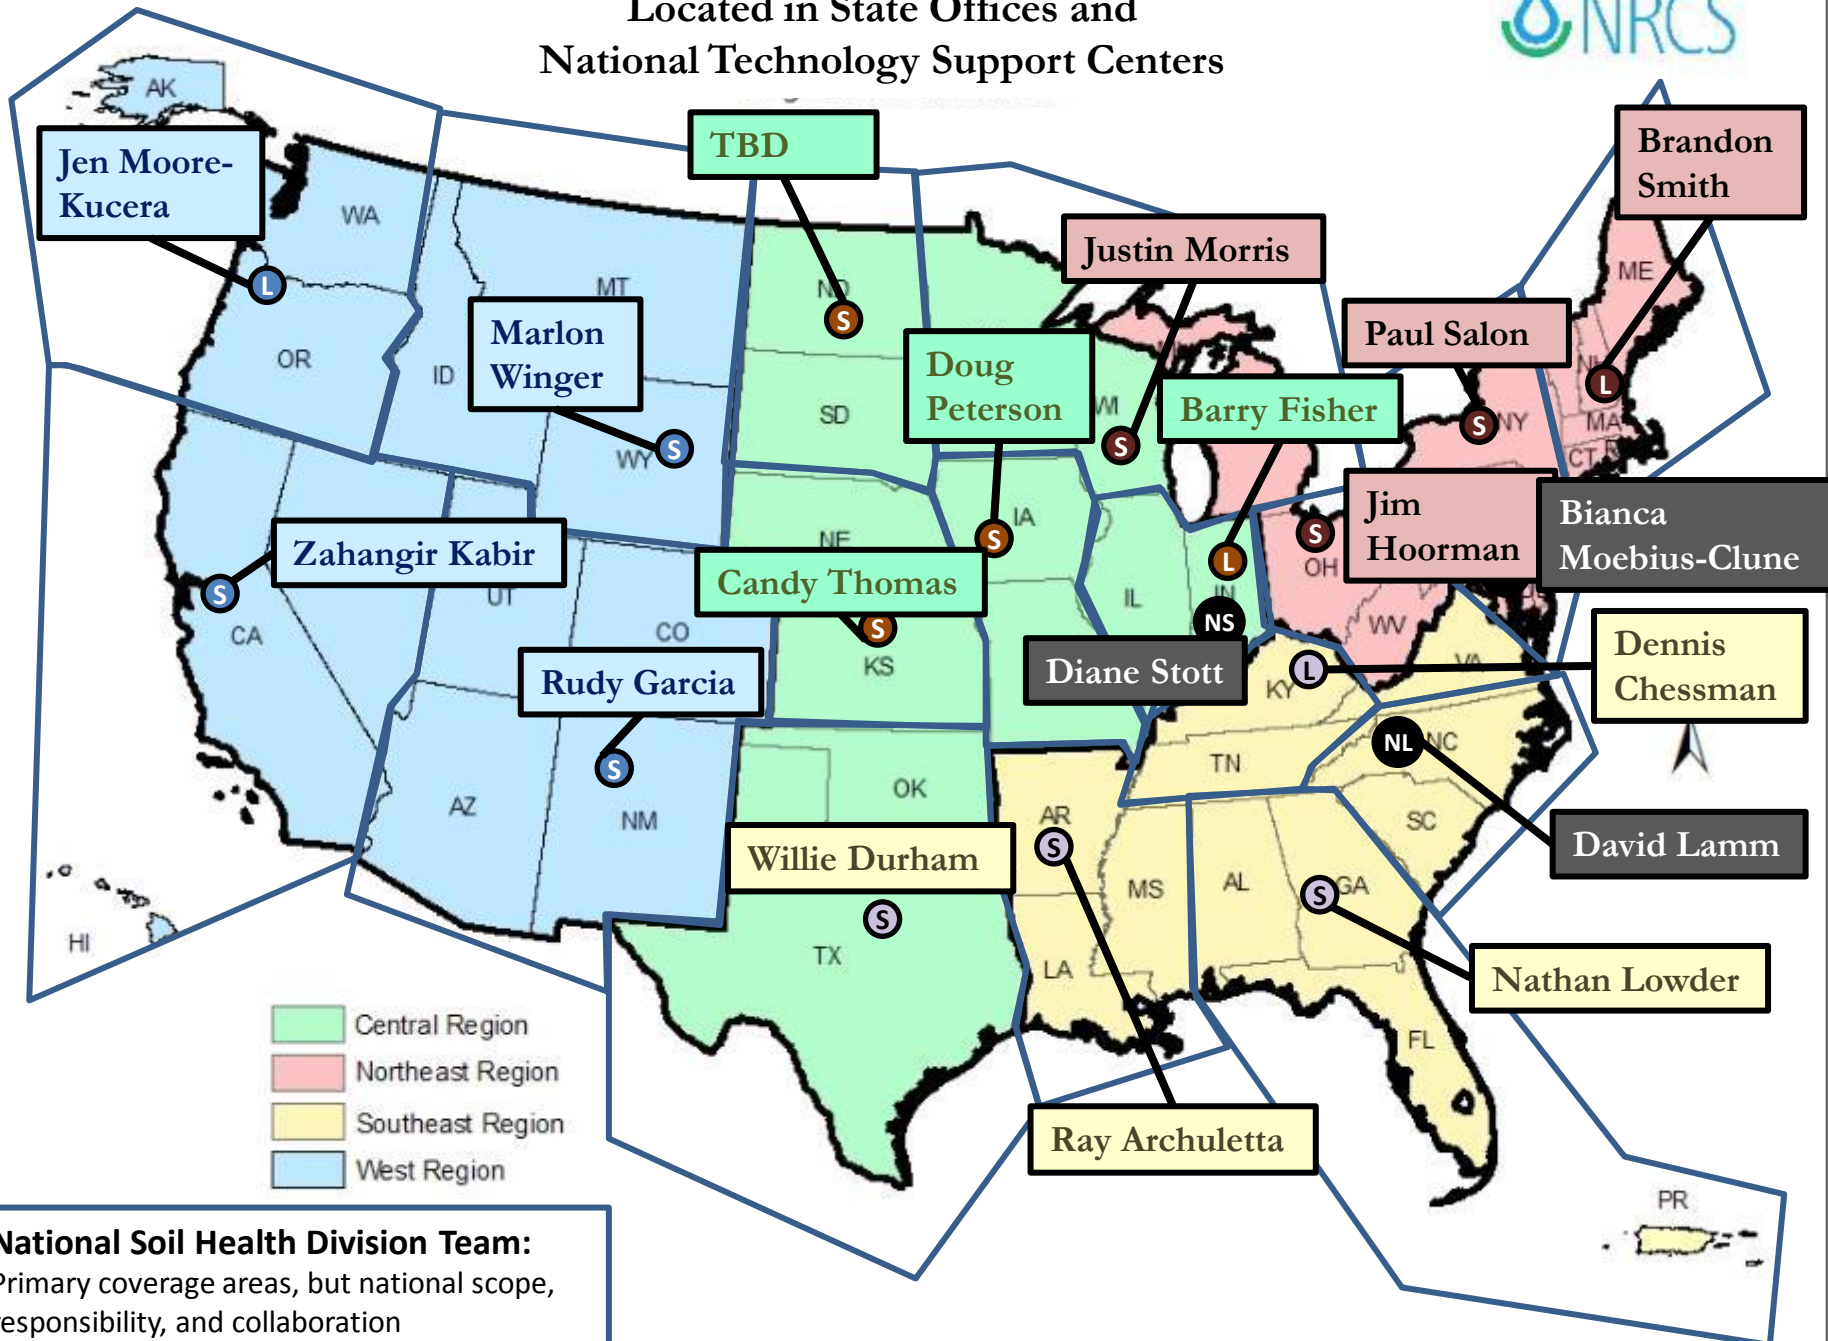 Located in State Offices and
National Technology Support Centers
NRCS
AK
Jen Moore-
Kucera
WA
L
OR
ID
MT
Marlon
Winger
WY
S
TBD
ND
S
SD
Doug
Peterson
S
IA
WI
Justin Morris
S
Barry Fisher
L
IN
NS
Diane Stott
IL
Brandon
Smith
ME
L
MA
CT
Paul Salon
S
NY
Jim
Hoorman
S
OH
WV
Bianca
Moebius-Clune
Zahangir Kabir
S
CA
UT
CO
NE
Candy Thomas
S
KS
Rudy Garcia
S
AZ
NM
OK
Willie Durham
S
TX
Dennis
Chessman
L
KY
VA
TN
NL
NC
David Lamm
SC
AR
S
MS
AL
S
GA
LA
FL
Nathan Lowder
Ray Archuletta
HI
PR
Central Region
Northeast Region
Southeast Region
West Region
National Soil Health Division Team:
Primary coverage areas, but national scope,
responsibility, and collaboration